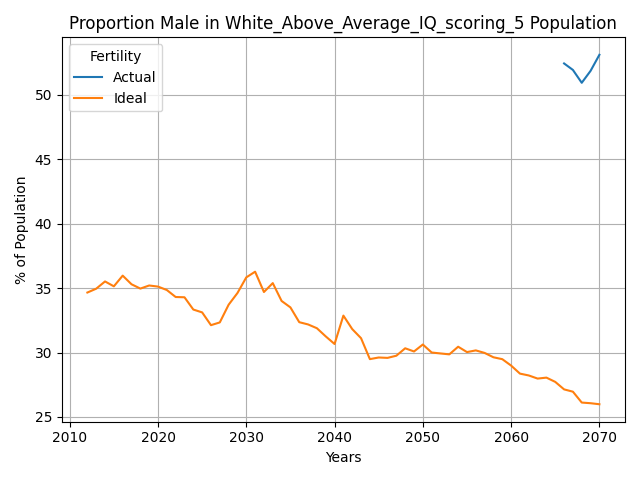 Proportion Male in White_Above_Average_IQ_scoring_5 Population
Fertility
Actual
Ideal
% of Population
50
45
40
35
30
25
2010 2020 2030 2040 2050 2060 2070
Years